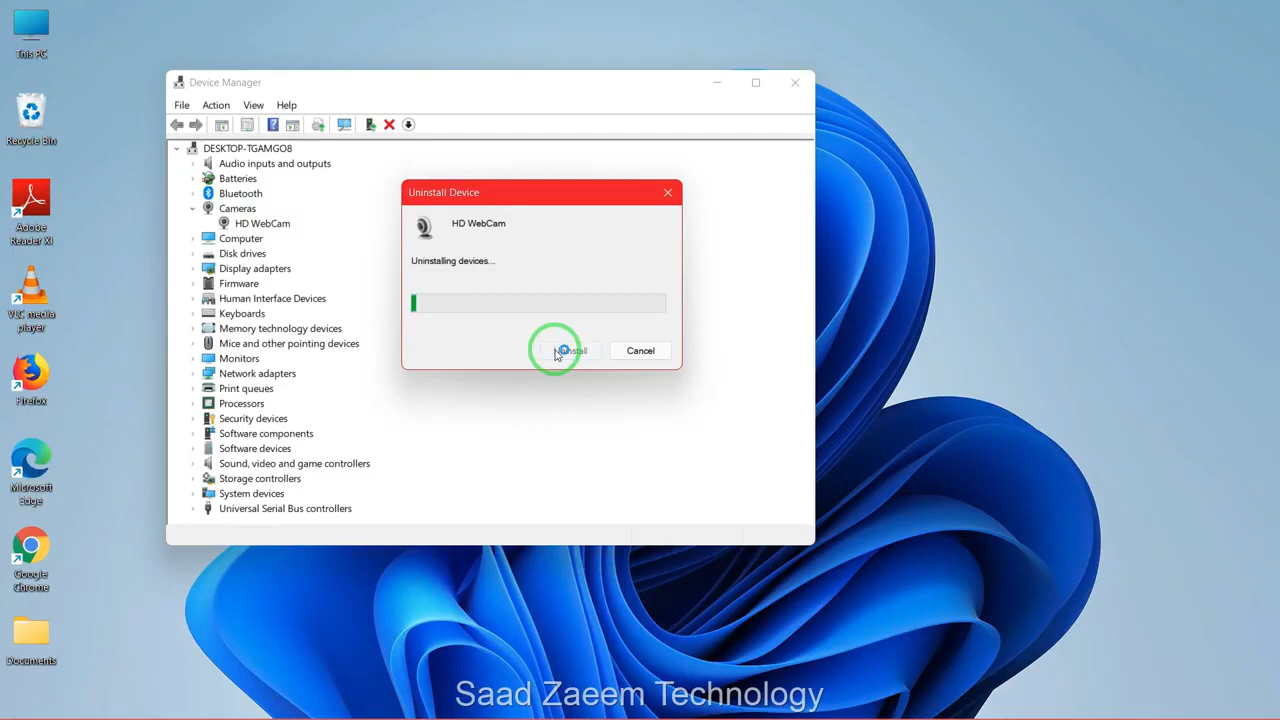 This PC
Recycle Bin
Adobe
Reader XI
VLC media
player
Firefox
Microsoft
Edge
Google
Chrome
Documents
Device Manager
File Action View Help
DESKTOP-TGAMGO8
Audio inputs and outputs
Batteries
Bluetooth
Cameras
HD WebCam
Computer
Disk drives
Display adapters
Firmware
Human Interface Devices
Keyboards
Memory technology devices
Mice and other pointing devices
Monitors
Network adapters
Print queues
Processors
Security devices
Software components
Software devices
Sound, video and game controllers
Storage controllers
System devices
Universal Serial Bus controllers
Uninstall Device
HD WebCam
Uninstalling devices...
Cancel
Saad Zaeem Technology